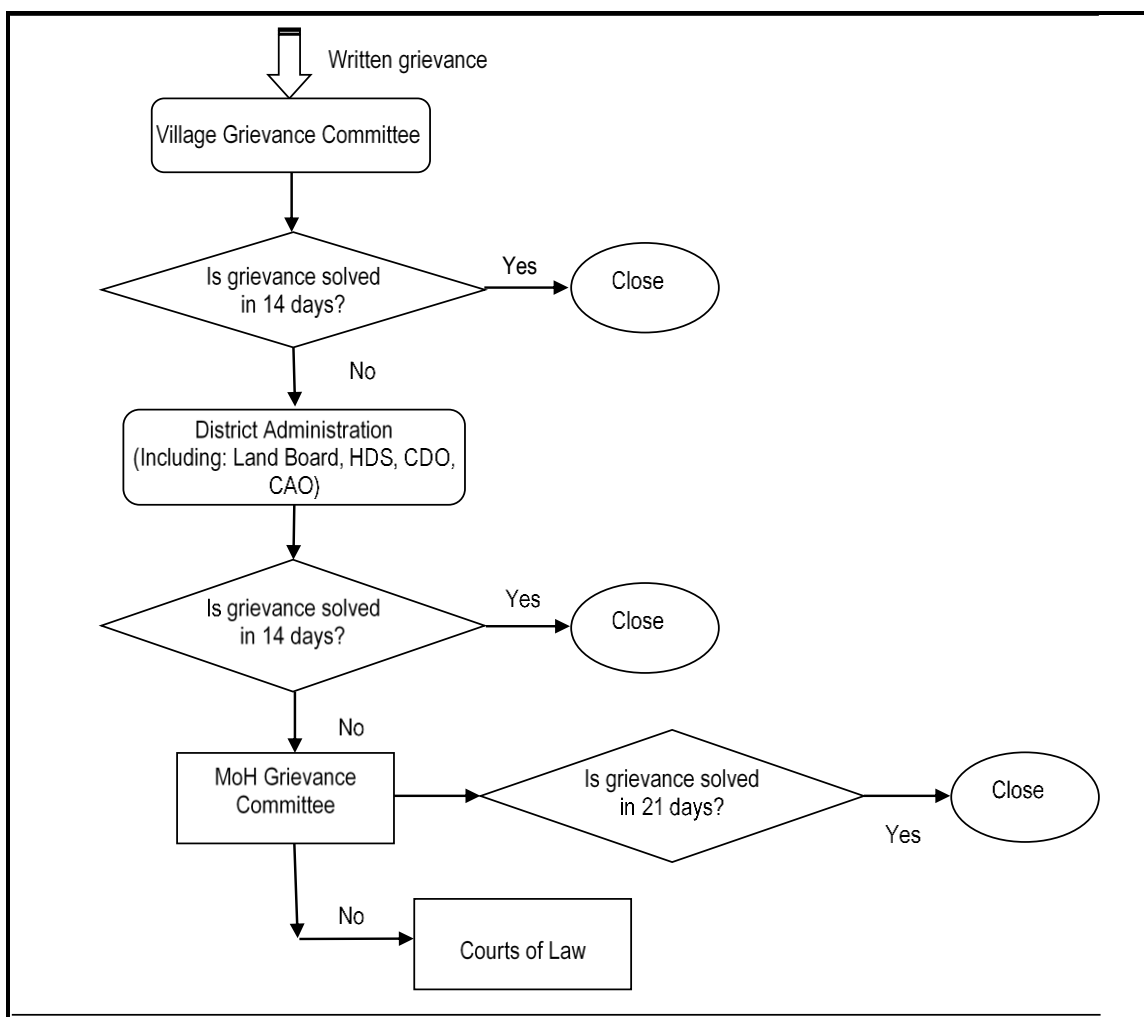 Written grievance
Village Grievance Committee
Is grievance solved
in 14 days?
Yes
Close
No
District Administration
(Including: Land Board, HDS, CDO,
CAO)
Is grievance solved
in 14 days?
Yes
Close
No
MoH Grievance
Committee
Is grievance solved
in 21 days?
Yes
Close
No
Courts of Law